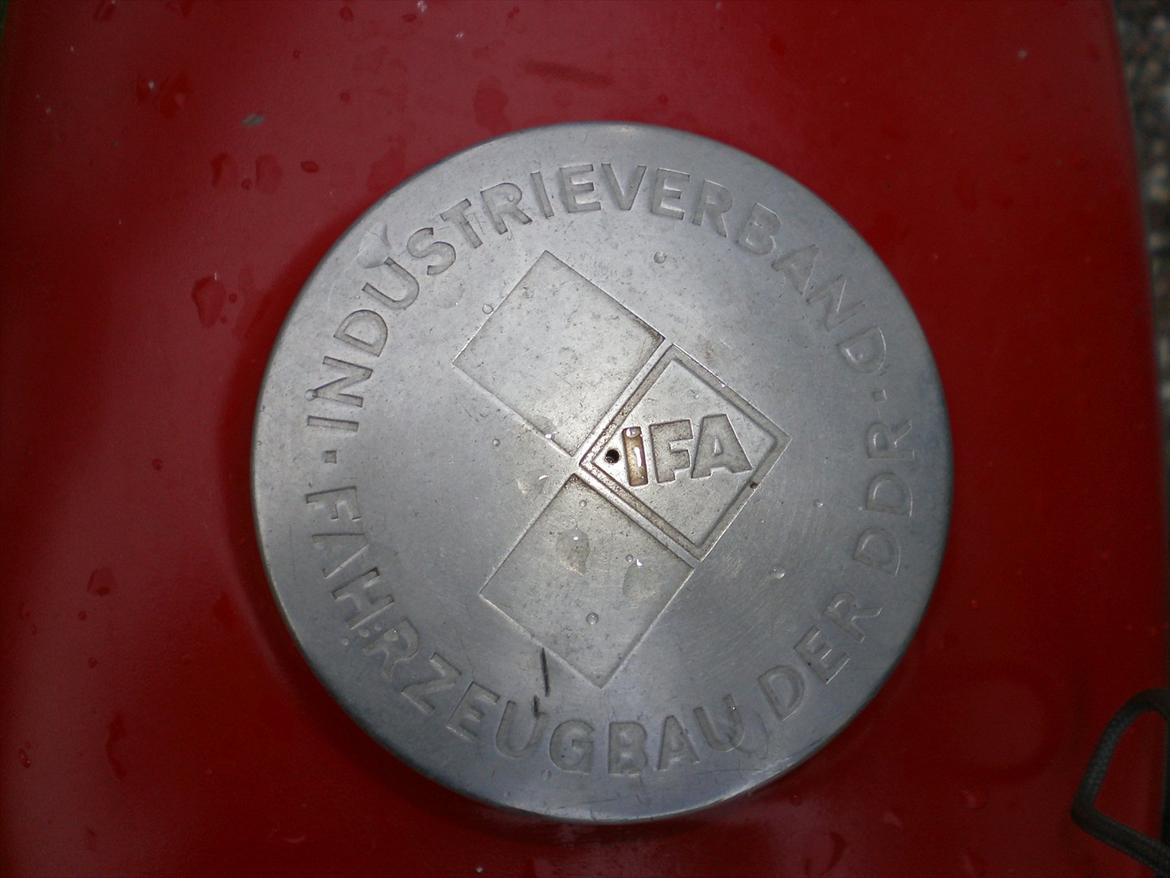 INDUSTRIEVERBAND ·
FAHRZEUGBAU DER DDR ·
iFA